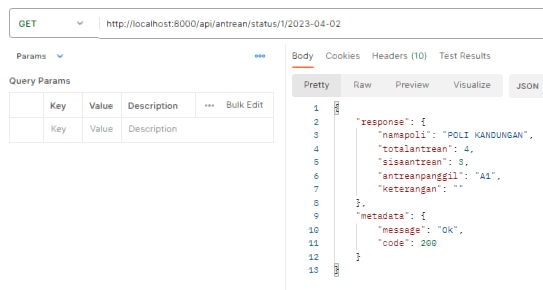 GET http://localhost:8000/api/antrean/status/1/2023-04-02
Params
Query Params
Key Value Description ••• Bulk Edit
Key Value Description
Body Cookies Headers (10) Test Results
Pretty Raw Preview Visualize JSON
1 {
2 "response": {
3 "namapoli": "POLI KANDUNGAN",
4 "totalantrean": 4,
5 "sisaantrean": 3,
6 "antreanpanggil": "A1",
7 "keterangan": ""
8 },
9 "metadata": {
10 "message": "Ok",
11 "code": 200
12 }
13 }